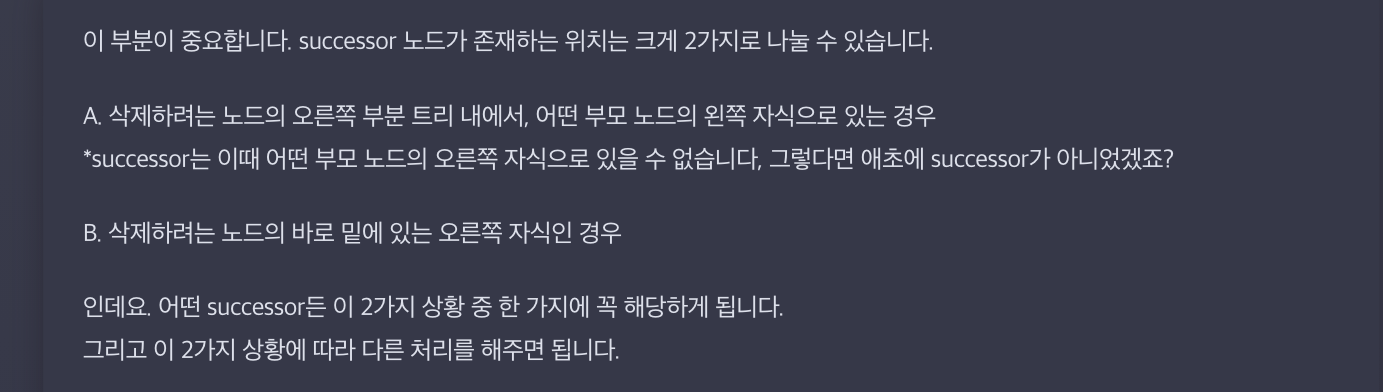 이 부분이 중요합니다. successor 노드가 존재하는 위치는 크게 2가지로 나눌 수 있습니다.
A. 삭제하려는 노드의 오른쪽 부분 트리 내에서, 어떤 부모 노드의 왼쪽 자식으로 있는 경우
*successor는 이때 어떤 부모 노드의 오른쪽 자식으로 있을 수 없습니다, 그렇다면 애초에 successor가 아니었겠죠?
B. 삭제하려는 노드의 바로 밑에 있는 오른쪽 자식인 경우
인데요. 어떤 successor든 이 2가지 상황 중 한 가지에 꼭 해당하게 됩니다.
그리고 이 2가지 상황에 따라 다른 처리를 해주면 됩니다.